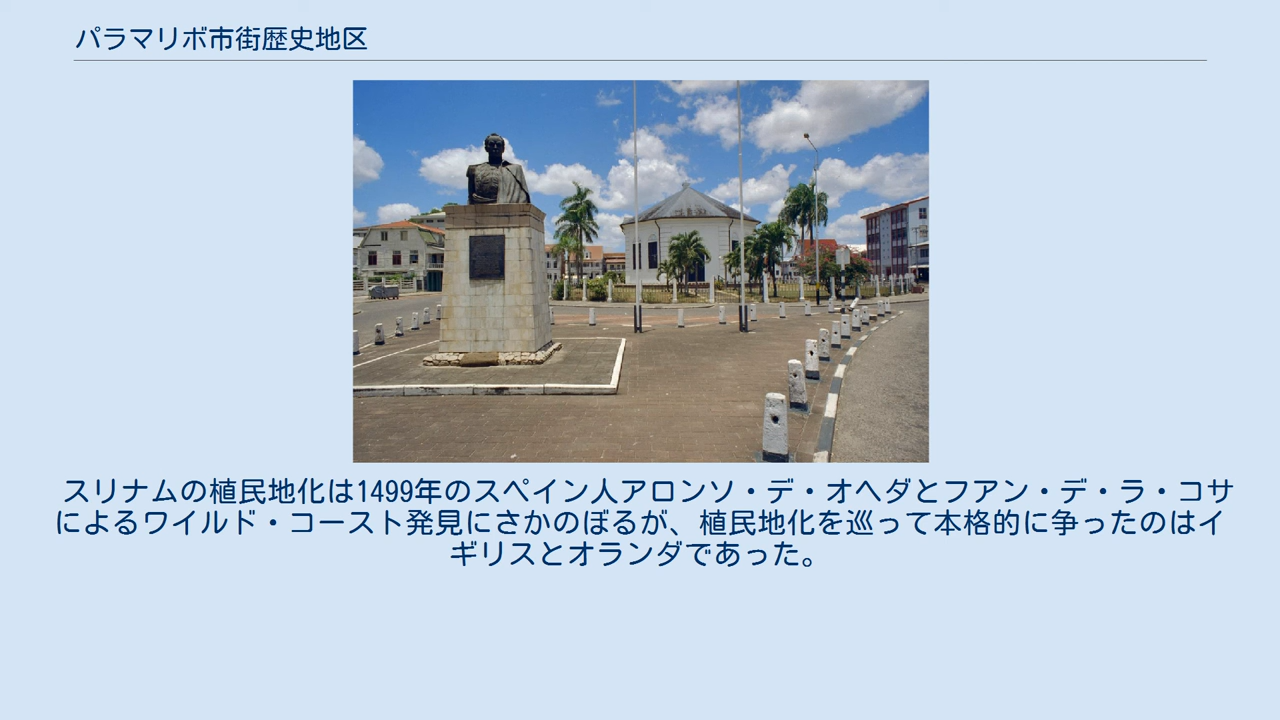 パラマリボ市街歴史地区
スリナムの植民地化は1499年のスペイン人アロンソ・デ・オヘダとフアン・デ・ラ・コサ
によるワイルド・コースト発見にさかのぼるが、植民地化を巡って本格的に争ったのはイ
ギリスとオランダであった。